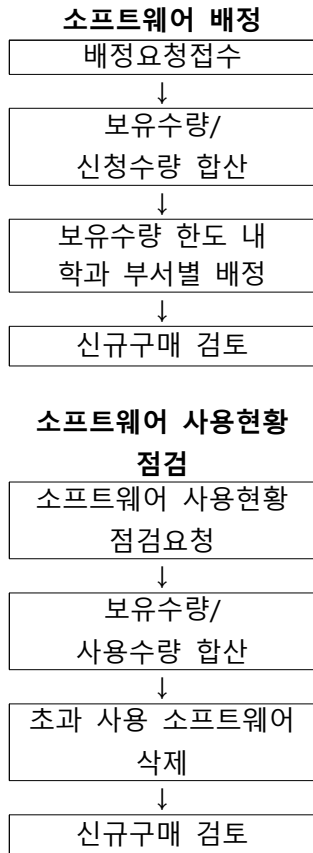 소프트웨어 배정
배정요청접수
↓
보유수량/
신청수량 합산
↓
보유수량 한도 내
학과 부서별 배정
↓
신규구매 검토
소프트웨어 사용현황
점검
소프트웨어 사용현황
점검요청
↓
보유수량/
사용수량 합산
↓
초과 사용 소프트웨어
삭제
↓
신규구매 검토